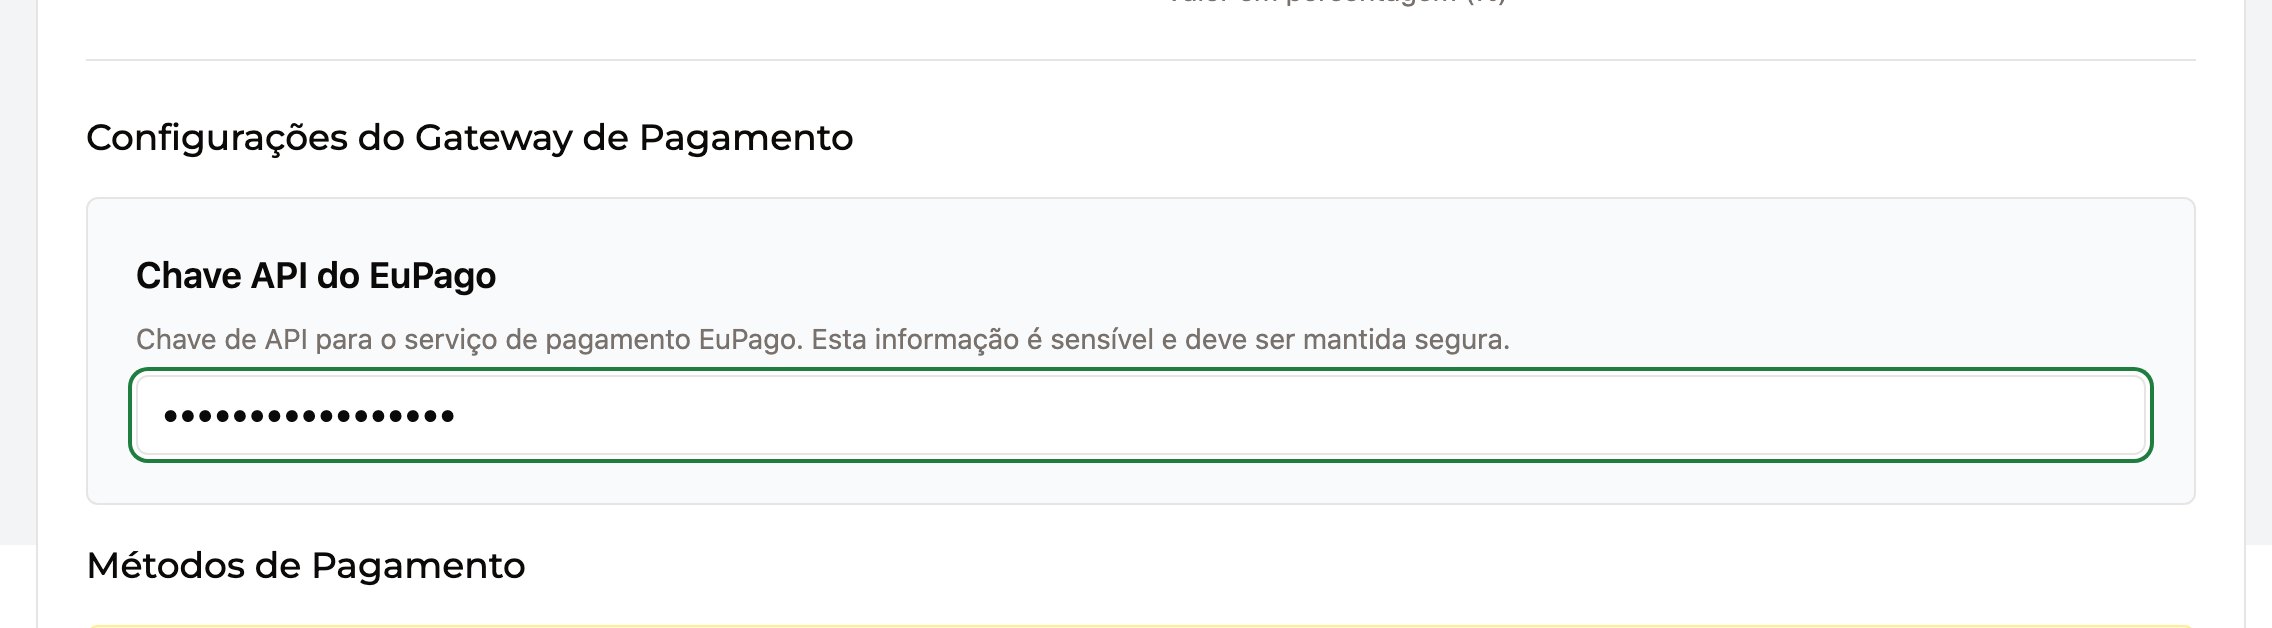 Configurações do Gateway de Pagamento
Chave API do EuPago
Chave de API para o serviço de pagamento EuPago. Esta informação é sensível e deve ser mantida segura.
•••••••••••••••••
Métodos de Pagamento